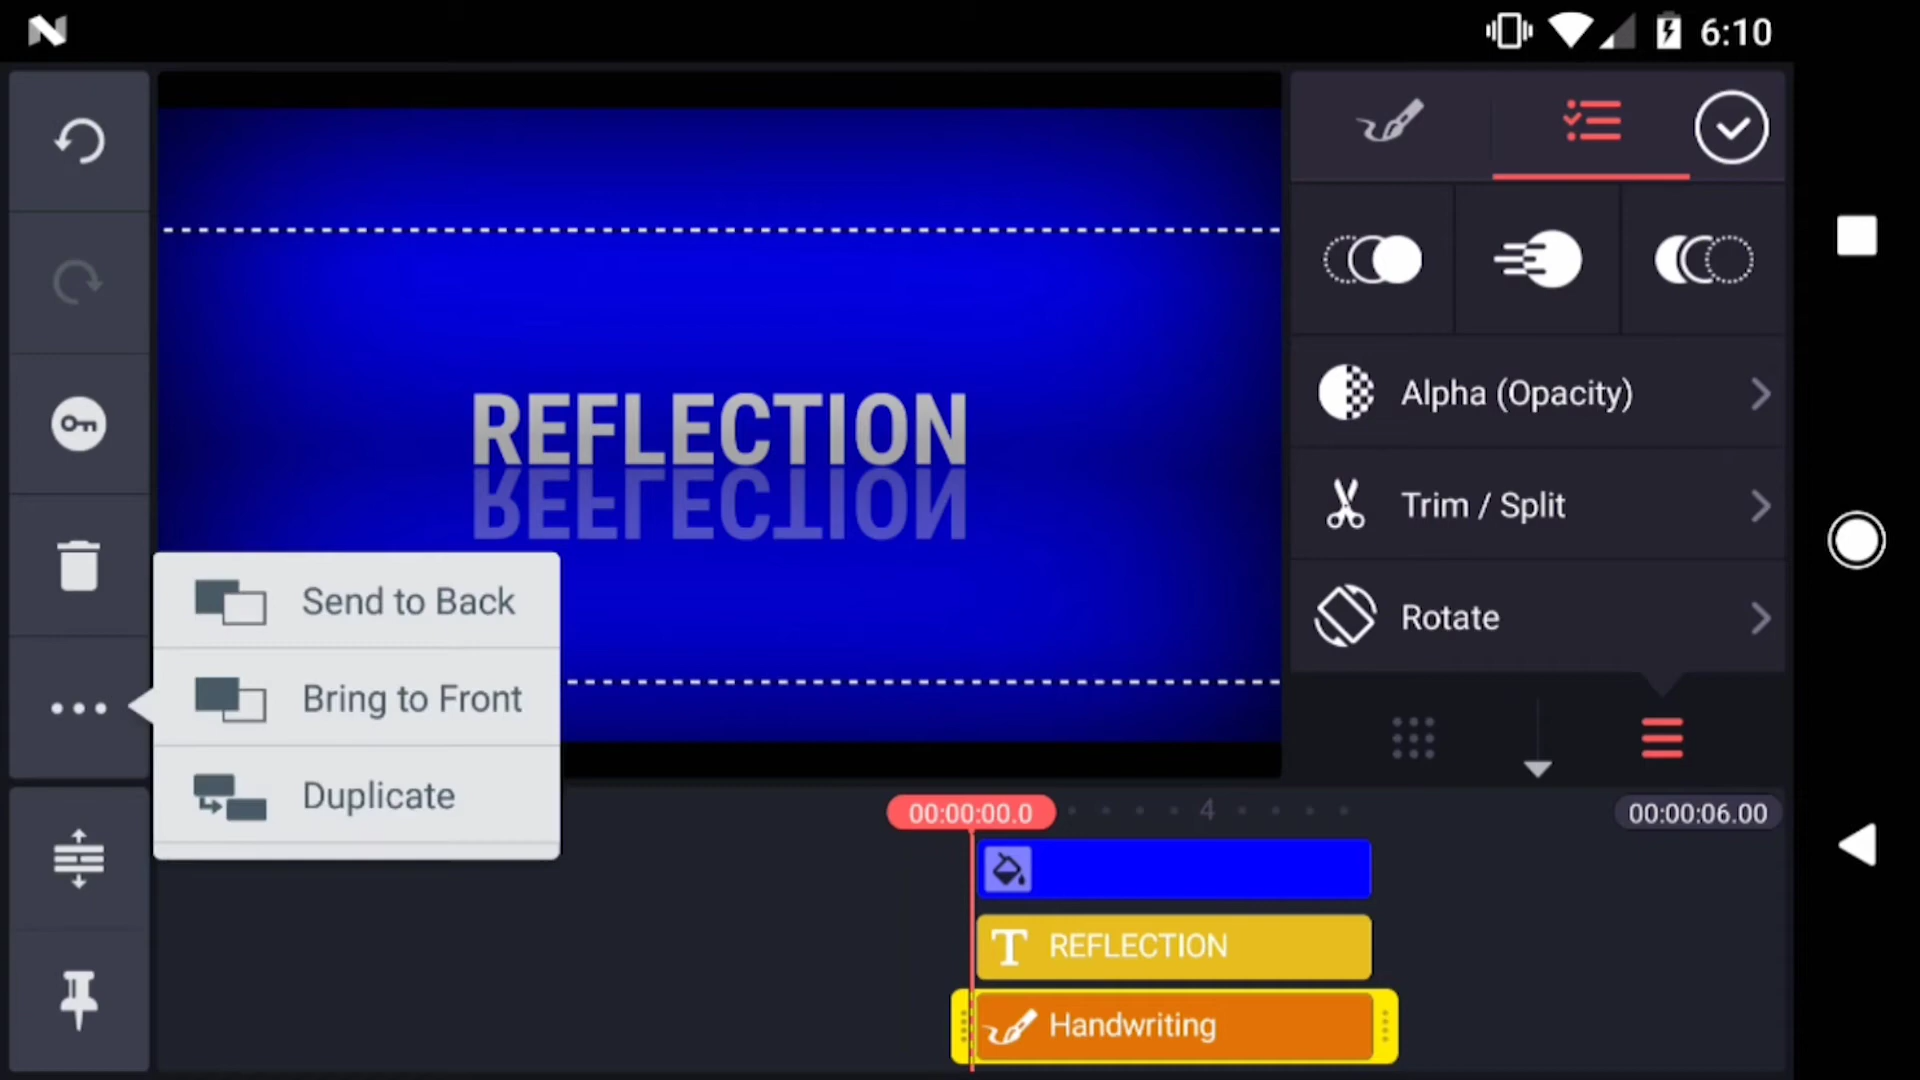 6:10
REFLECTION
REFLECTION
Alpha (Opacity)
Trim / Split
Rotate
Send to Back
Bring to Front
Duplicate
00:00:00.0
4
00:00:06.00
REFLECTION
Handwriting